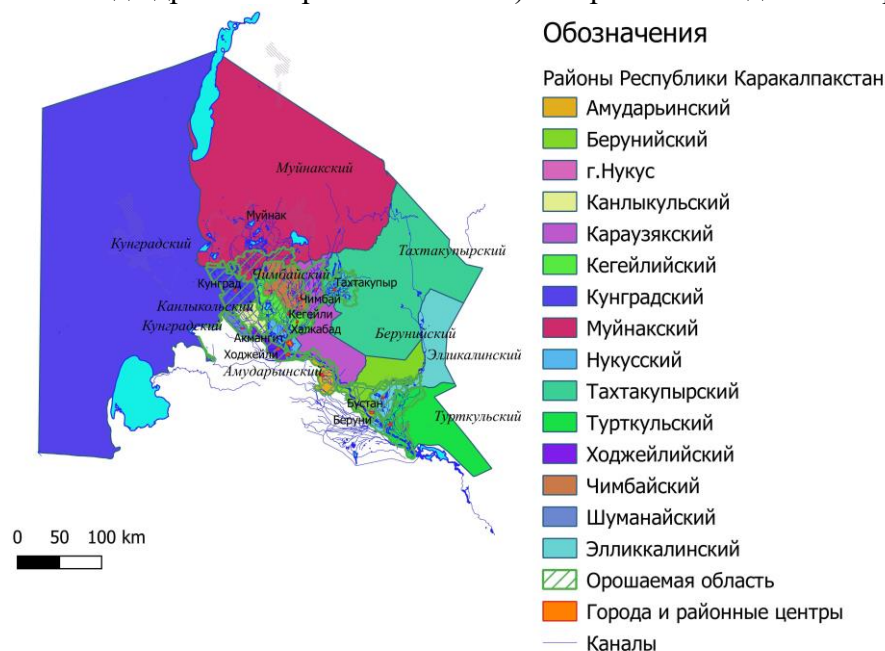 Обозначения
Районы Республики Каракалпакстан
Амударьинский
Берунийский
г.Нукус
Канлыкульский
Караузякский
Кегейлийский
Кунградский
Муйнакский
Нукусский
Тахтакупырский
Турткульский
Ходжейлийский
Чимбайский
Шуманайский
Элликкалинский
Орошаемая область
Города и районные центры
Каналы
Муйнакский
Муйнак
Кунградский
Тахтакупырский
Чимбайский
Кунград
Тахтакупыр
Канлыкольский
Чимбай
Кегейли
Кунградский
Халкабад
Берунийский
Акмангит
Элликалинский
Ходжейли
Амударьинский
Бустан
Беруни
Турткульский
0 50 100 km